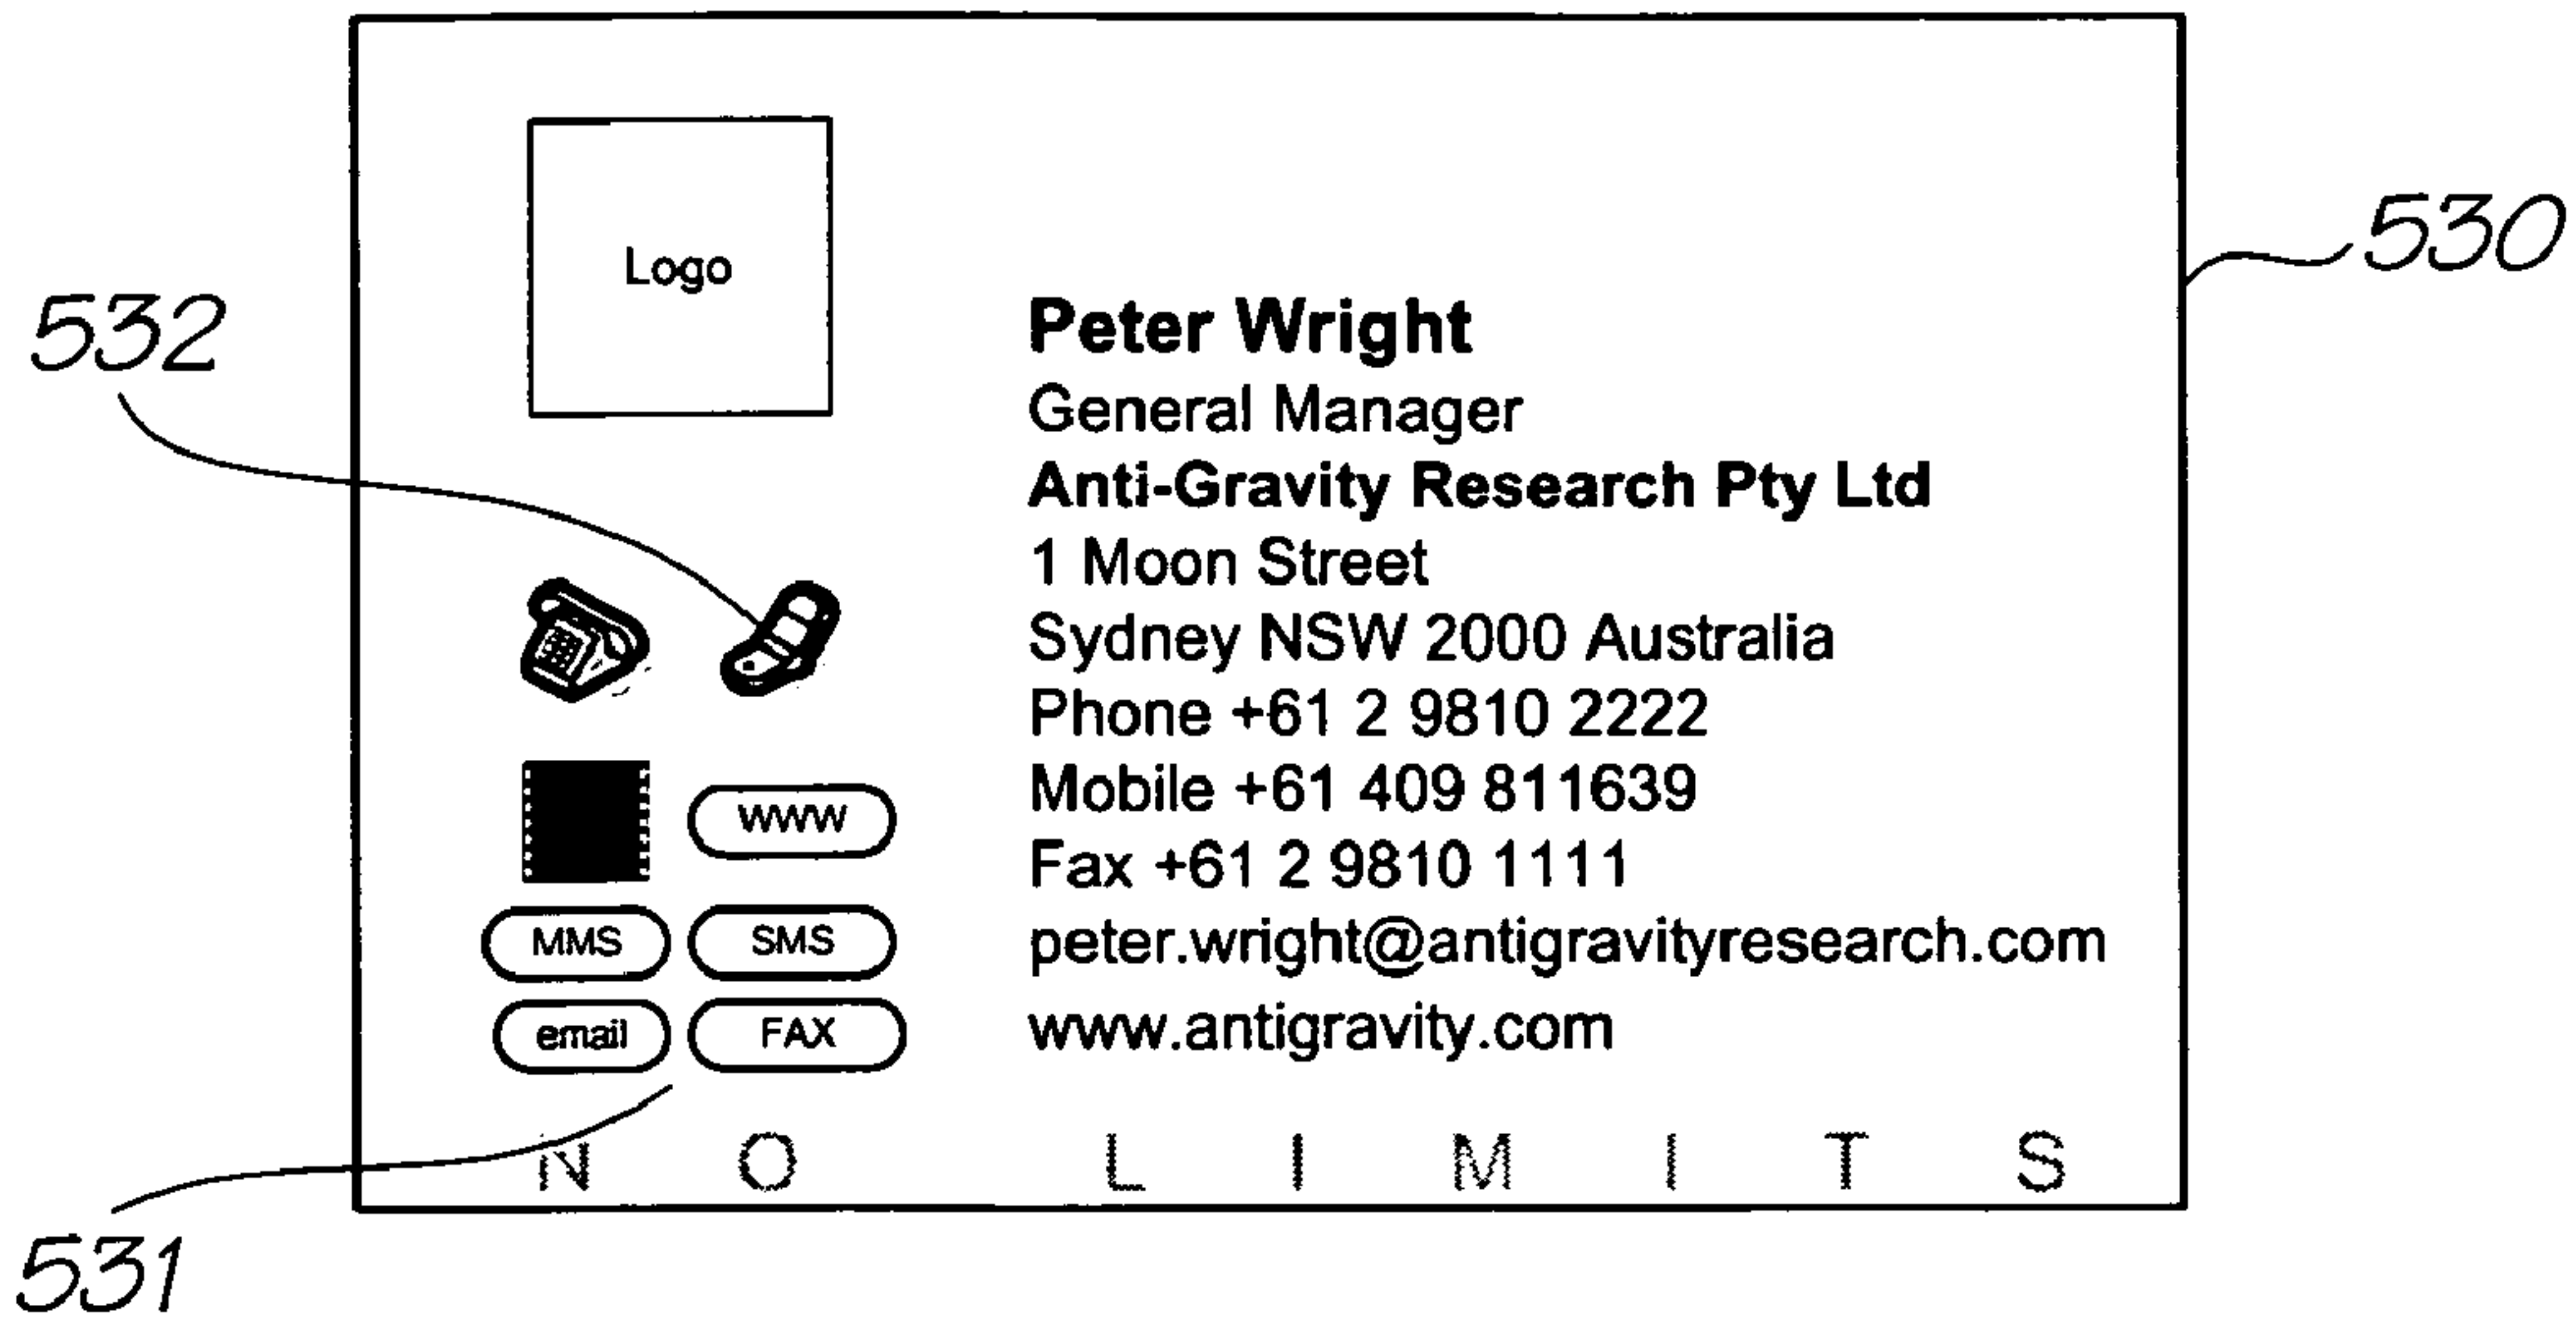 530
Logo
532
Peter Wright
General Manager
Anti-Gravity Research Pty Ltd
1 Moon Street
Sydney NSW 2000 Australia
Phone +61 2 9810 2222
Mobile +61 409 811639
Fax +61 2 9810 1111
peter.wright@antigravityresearch.com
www.antigravity.com
WWW
MMS SMS
email FAX
NO LIMITS
531